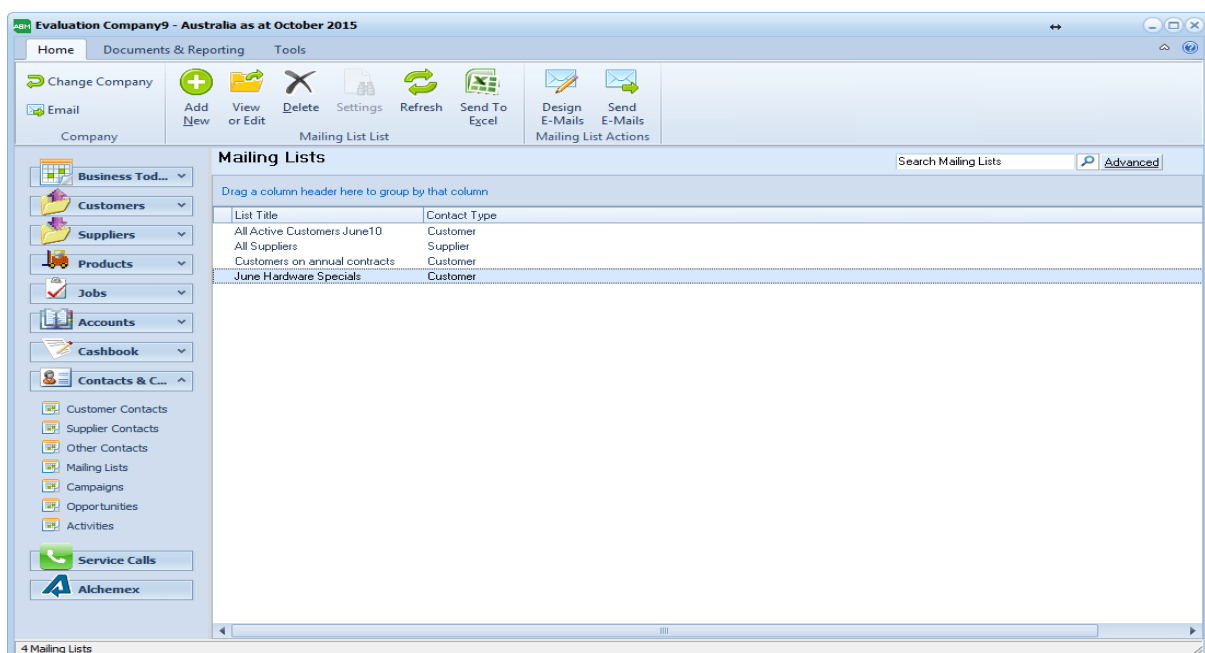 ABM Evaluation Company9 - Australia as at October 2015
Home Documents & Reporting Tools
Change Company
Email
Company
Add New
View or Edit
Delete
Settings
Refresh
Send To Excel
Mailing List List
Design E-Mails
Send E-Mails
Mailing List Actions
Business Tod...
Customers
Suppliers
Products
Jobs
Accounts
Cashbook
Contacts & C...
Customer Contacts
Supplier Contacts
Other Contacts
Mailing Lists
Campaigns
Opportunities
Activities
Service Calls
Alchemex
Mailing Lists
Search Mailing Lists Advanced
Drag a column header here to group by that column
List Title Contact Type
All Active Customers June10 Customer
All Suppliers Supplier
Customers on annual contracts Customer
June Hardware Specials Customer
4 Mailing Lists